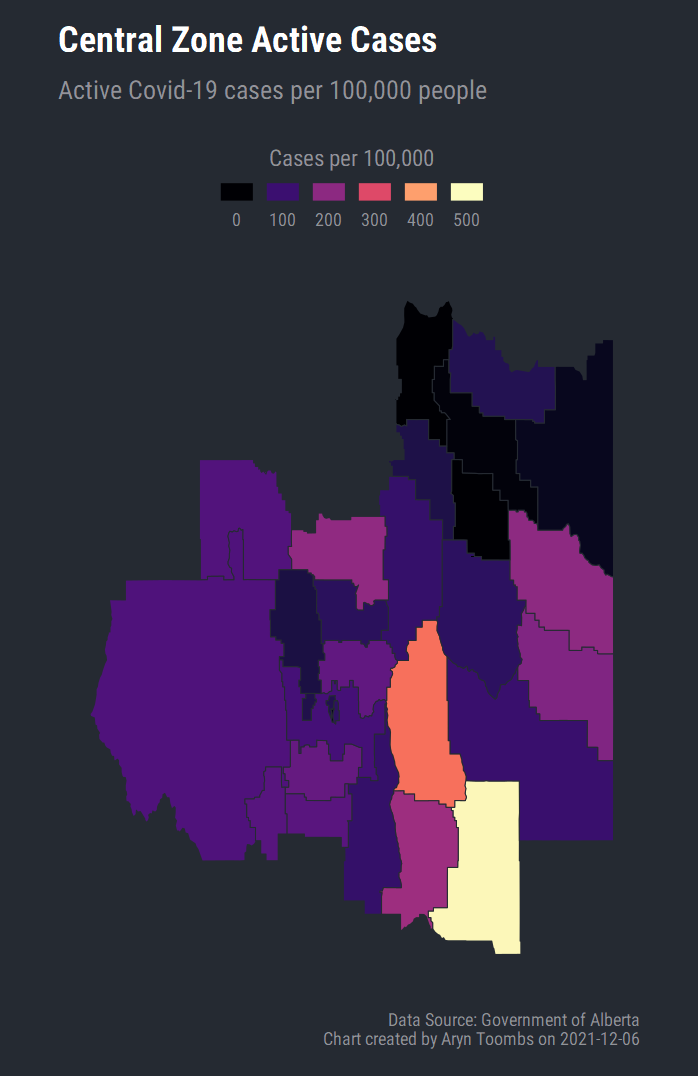 Central Zone Active Cases
Active Covid-19 cases per 100,000 people
Cases per 100,000
0 100 200 300 400 500
Data Source: Government of Alberta
Chart created by Aryn Toombs on 2021-12-06